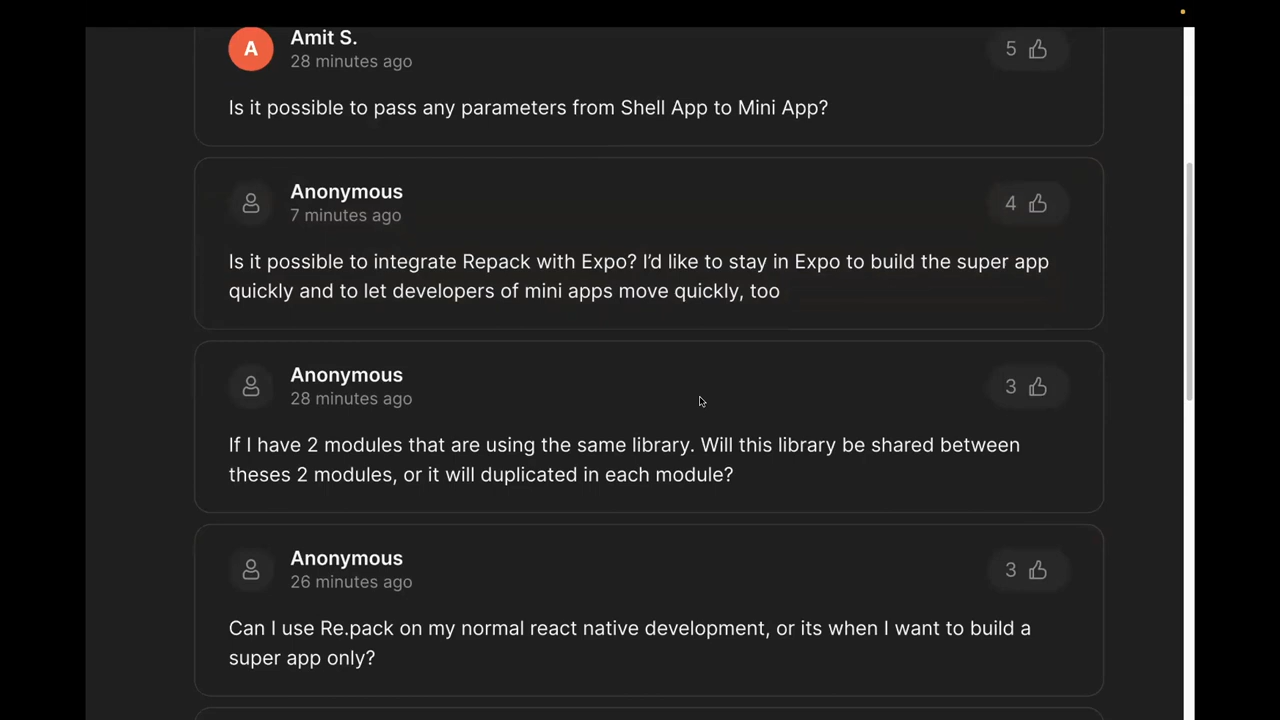 Amit S.
A
28 minutes ago
5
Is it possible to pass any parameters from Shell App to Mini App?
Anonymous
7 minutes ago
4
Is it possible to integrate Repack with Expo? I'd like to stay in Expo to build the super app
quickly and to let developers of mini apps move quickly, too
Anonymous
28 minutes ago
3
If I have 2 modules that are using the same library. Will this library be shared between
theses 2 modules, or it will duplicated in each module?
Anonymous
26 minutes ago
3
Can I use Re.pack on my normal react native development, or its when I want to build a
super app only?